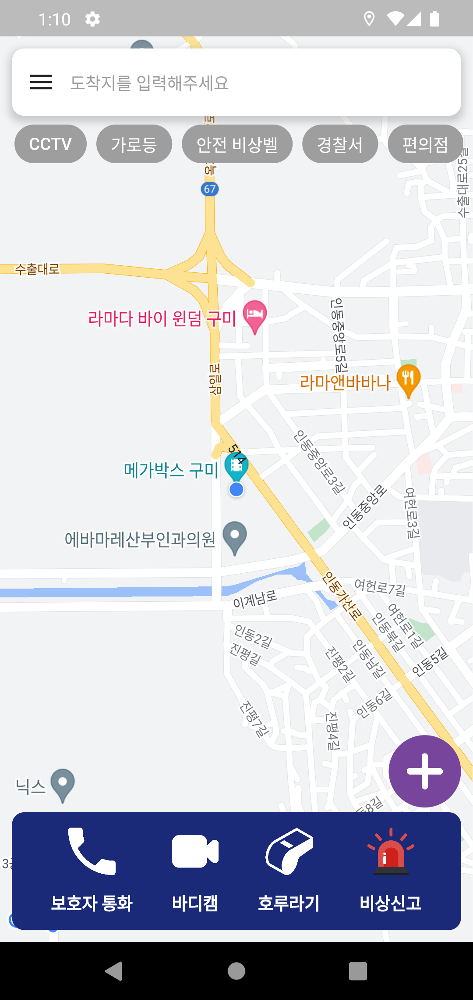 1:10
도착지를 입력해주세요
CCTV
가로등
안전 비상벨
경찰서
편의점
수출대로25길
67
수출대로
라마다 바이 윈덤 구미
인동중앙로5길
삼일로
라마앤바바나
인동중앙로3길
514
메가박스 구미
인동중앙로
여헌로3길
에바마레산부인과의원
인동가산로
여헌로7길
이계남로
여헌로1길
인동북길
인동2길
진평길
인동남길
진평2길
인동5길
인동6길
진평7길
진평4길
닉스
보호자 통화
바디캠
호루라기
비상신고